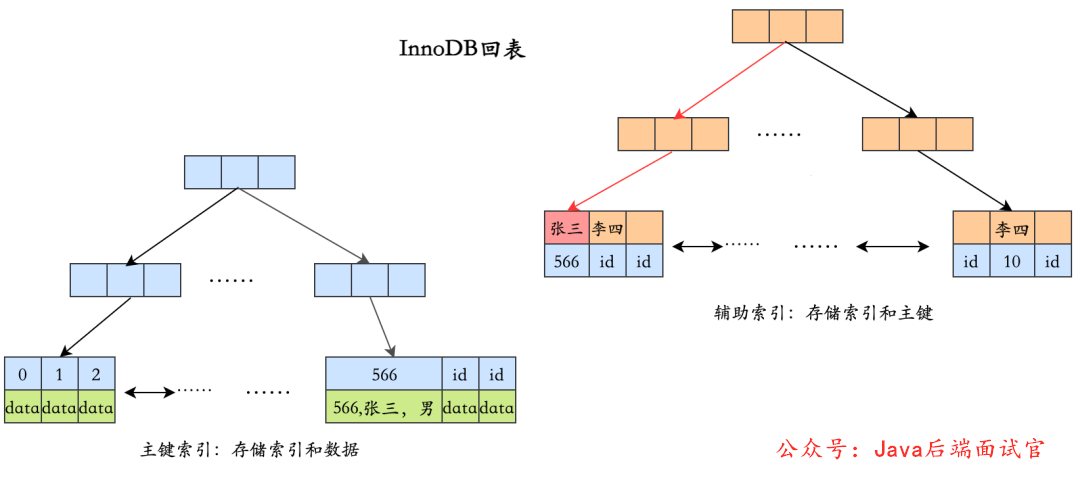 InnoDB回表
张三 李四
566 id id
......
......
......
李四
id 10 id
辅助索引：存储索引和主键
......
0 1 2
data data data
......
......
566 id id
566,张三，男 data data
主键索引：存储索引和数据
公众号：Java后端面试官